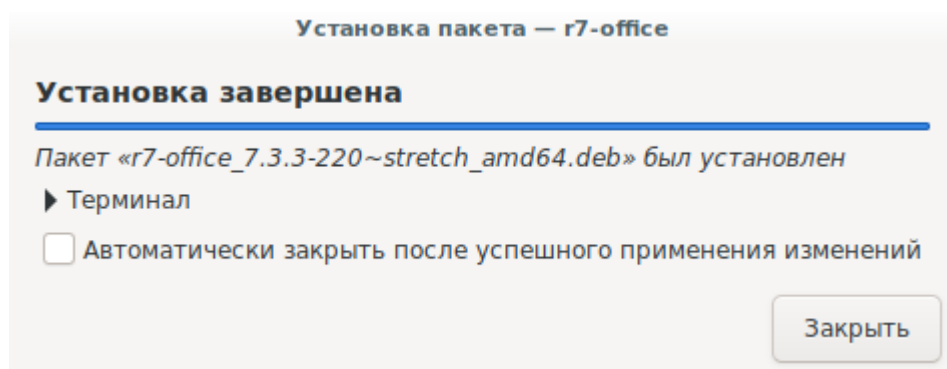 Установка пакета — r7-office
Установка завершена
Пакет «r7-office_7.3.3-220~stretch_amd64.deb» был установлен
Терминал
Автоматически закрыть после успешного применения изменений
Закрыть